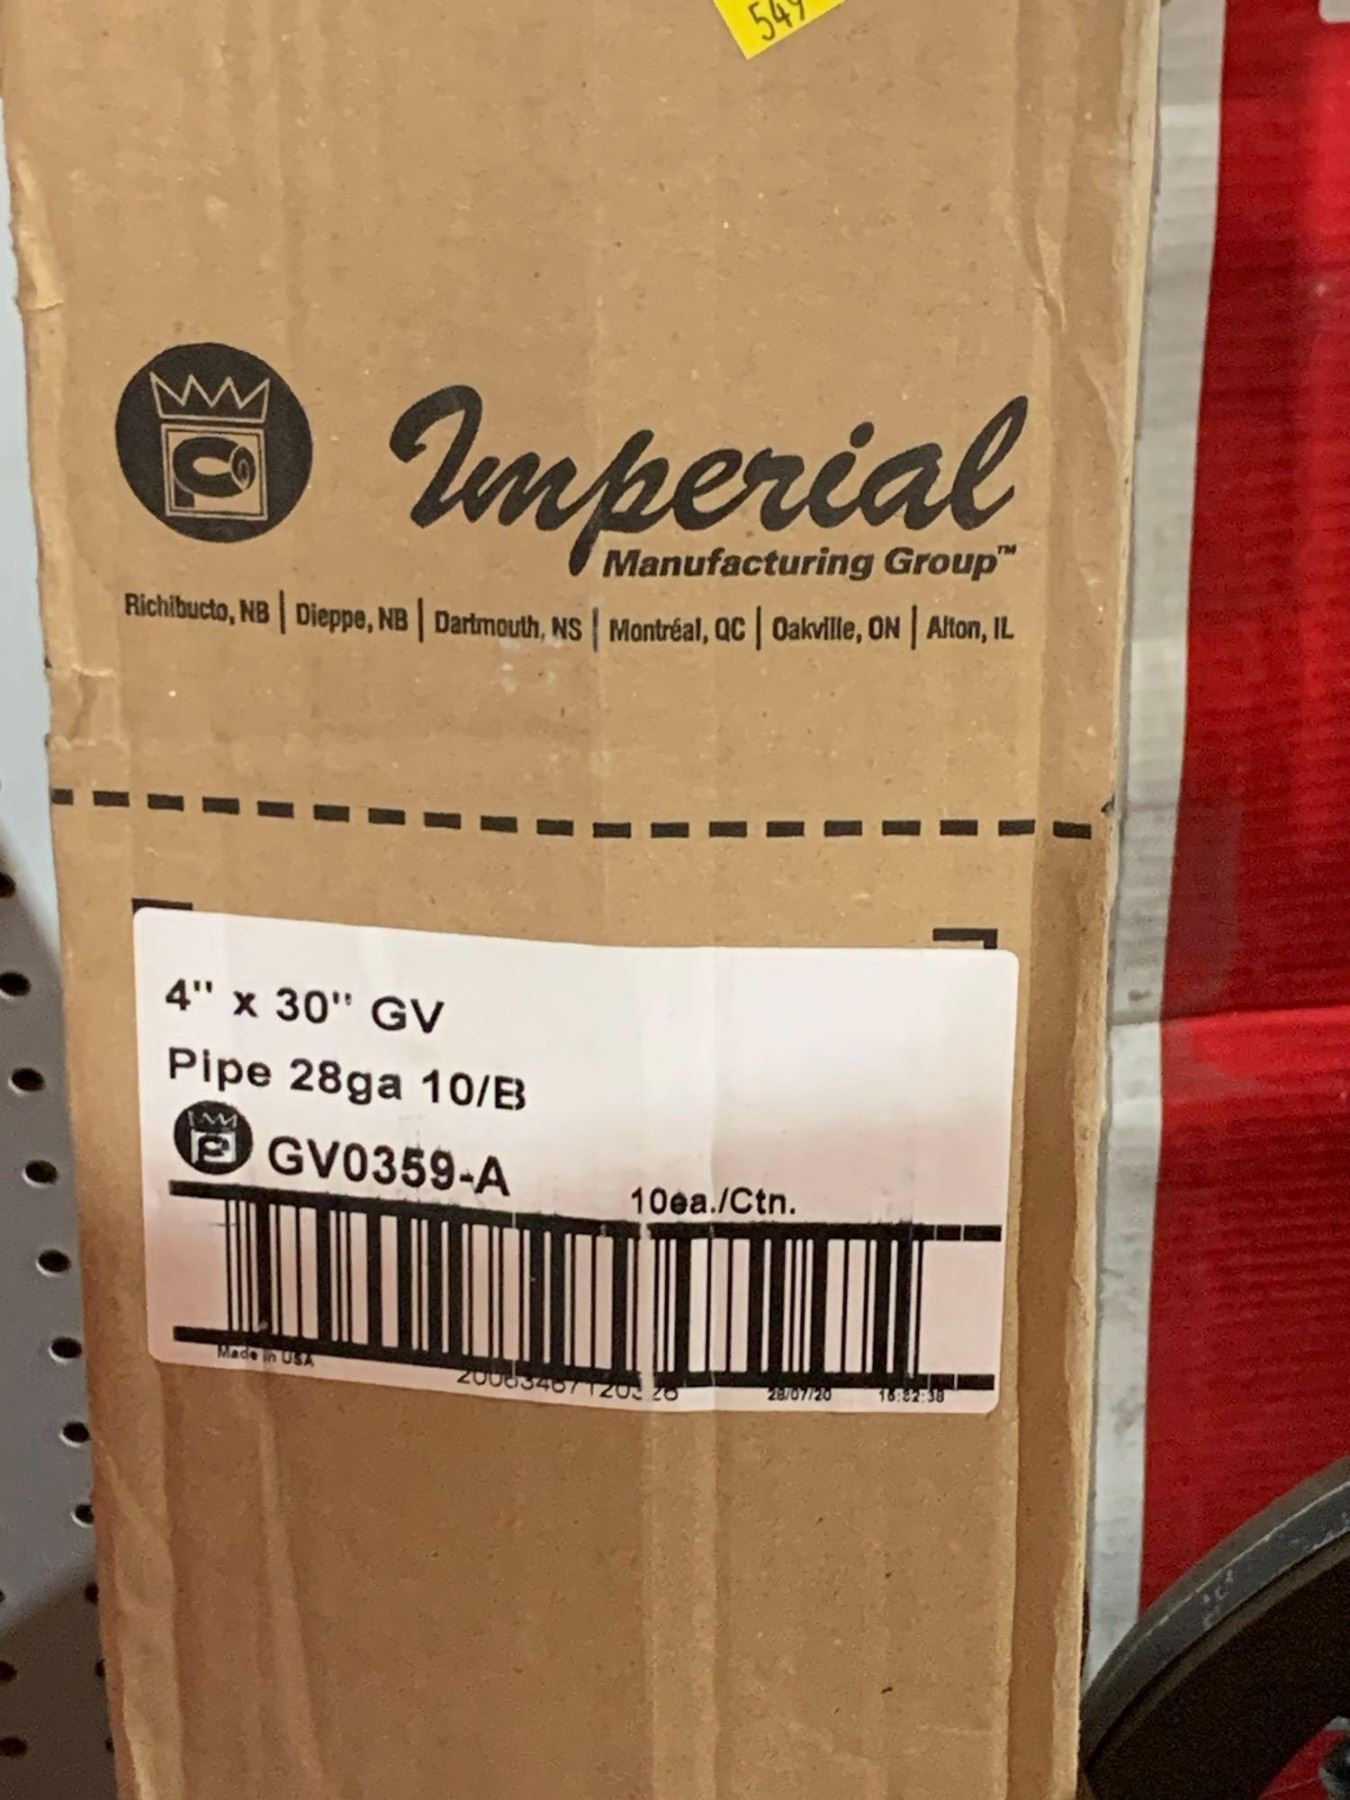 549
Imperial
Manufacturing Group™
Richibucto, NB | Dieppe, NB | Dartmouth, NS | Montréal, QC | Oakville, ON | Alton, IL
4" x 30" GV
Pipe 28ga 10/B
GV0359-A
10ea./Ctn.
Made in USA
28/07/20